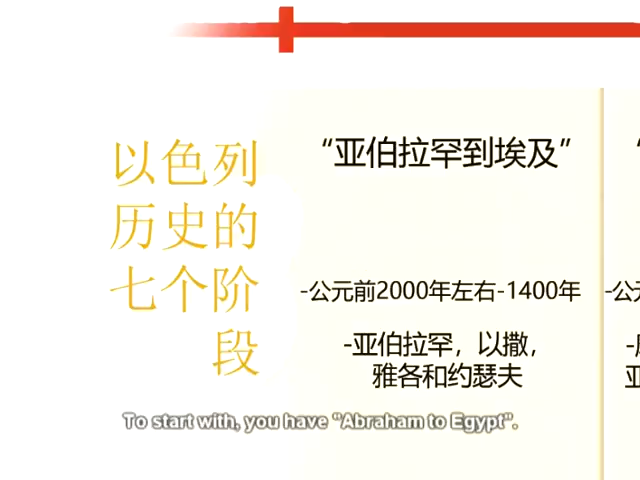 以色列
历史的
七个阶
段
“亚伯拉罕到埃及”
-公元前2000年左右-1400年
-亚伯拉罕，以撒，
雅各和约瑟夫
-公元
To start with, you have "Abraham to Egypt".